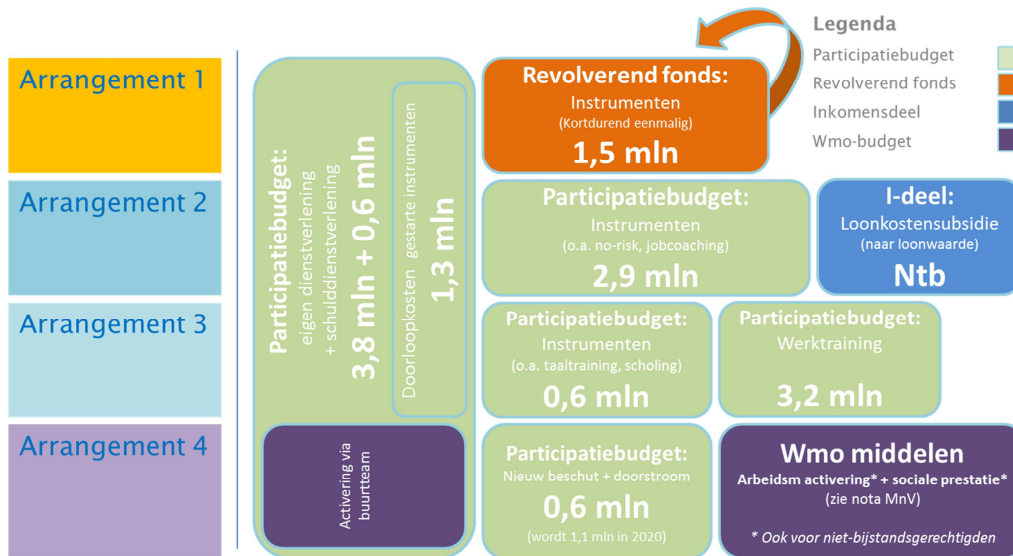 Legenda
Participatiebudget
Revolverend fonds
Inkomensdeel
Wmo-budget
Arrangement 1
Arrangement 2
Arrangement 3
Arrangement 4
Participatiebudget:
eigen dienstverlening
+ schulddienstverlening
3,8 mln + 0,6 mln
Doorloopkosten gestarte instrumenten
1,3 mln
Activering via
buurtteam
Revolverend fonds:
Instrumenten
(Kortdurend eenmalig)
1,5 mln
Participatiebudget:
Instrumenten
(o.a. no-risk, jobcoaching)
2,9 mln
I-deel:
Loonkostensubsidie
(naar loonwaarde)
Ntb
Participatiebudget:
Instrumenten
(o.a. taaltraining, scholing)
0,6 mln
Participatiebudget:
Werktraining
3,2 mln
Participatiebudget:
Nieuw beschut + doorstroom
0,6 mln
(wordt 1,1 mln in 2020)
Wmo middelen
Arbeidsm activering* + sociale prestatie*
(zie nota MnV)
* Ook voor niet-bijstandsgerechtigden